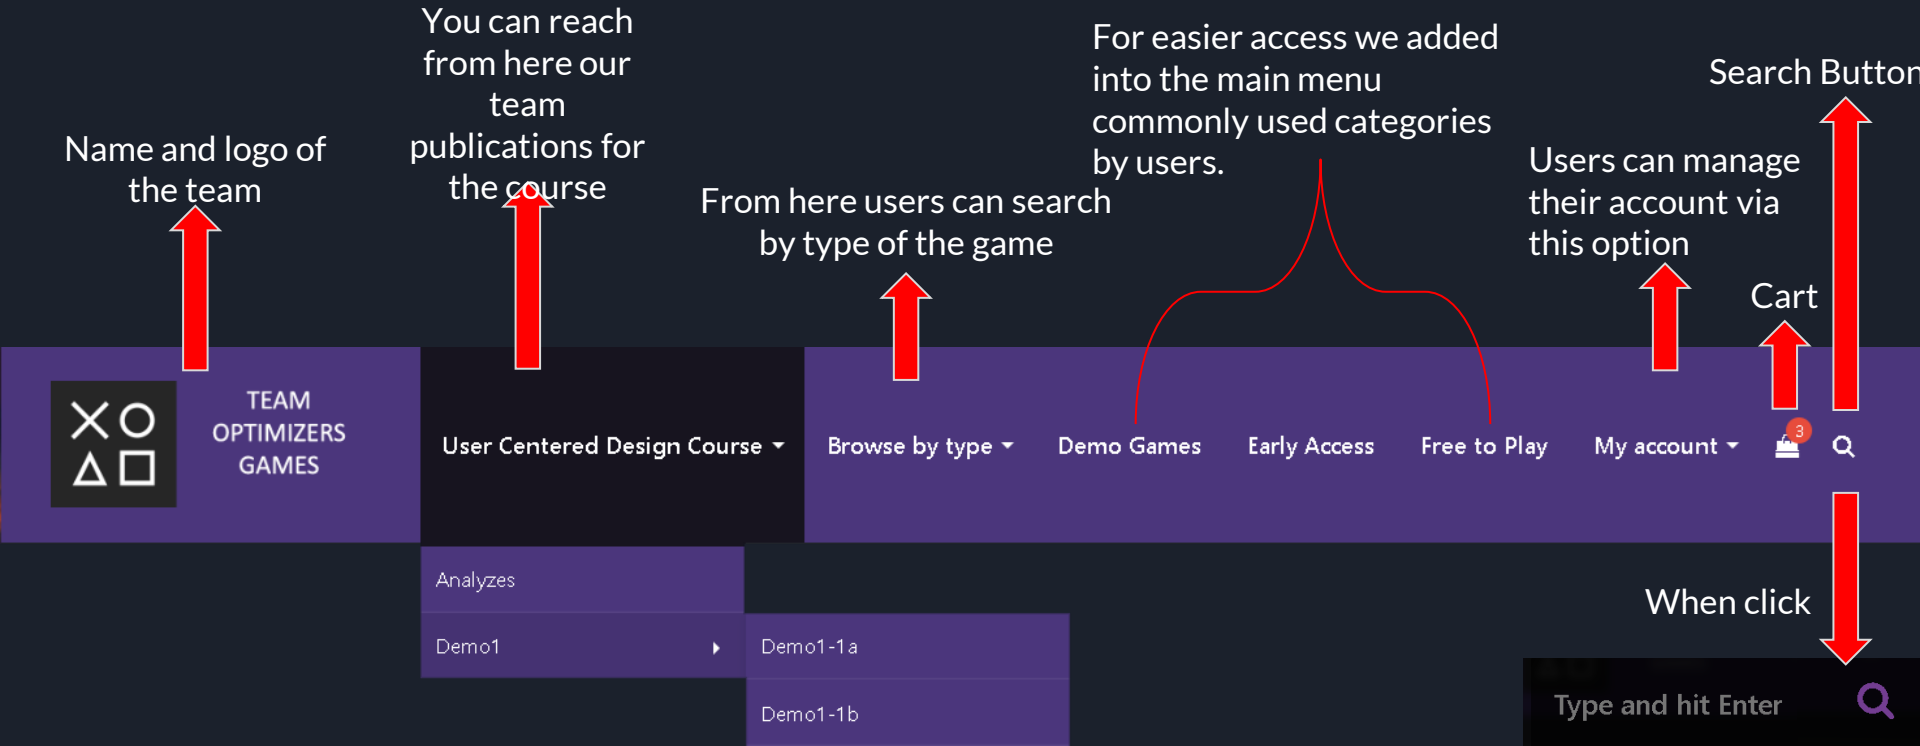 You can reach
from here our
team
publications for
the course
For easier access we added
into the main menu
commonly used categories
by users.
Search Button
Name and logo of
the team
Users can manage
their account via
this option
From here users can search
by type of the game
Cart
TEAM
OPTIMIZERS
GAMES
User Centered Design Course
Browse by type
Demo Games
Early Access
Free to Play
My account
3
Analyzes
Demo1
Demo1-1a
Demo1-1b
When click
Type and hit Enter